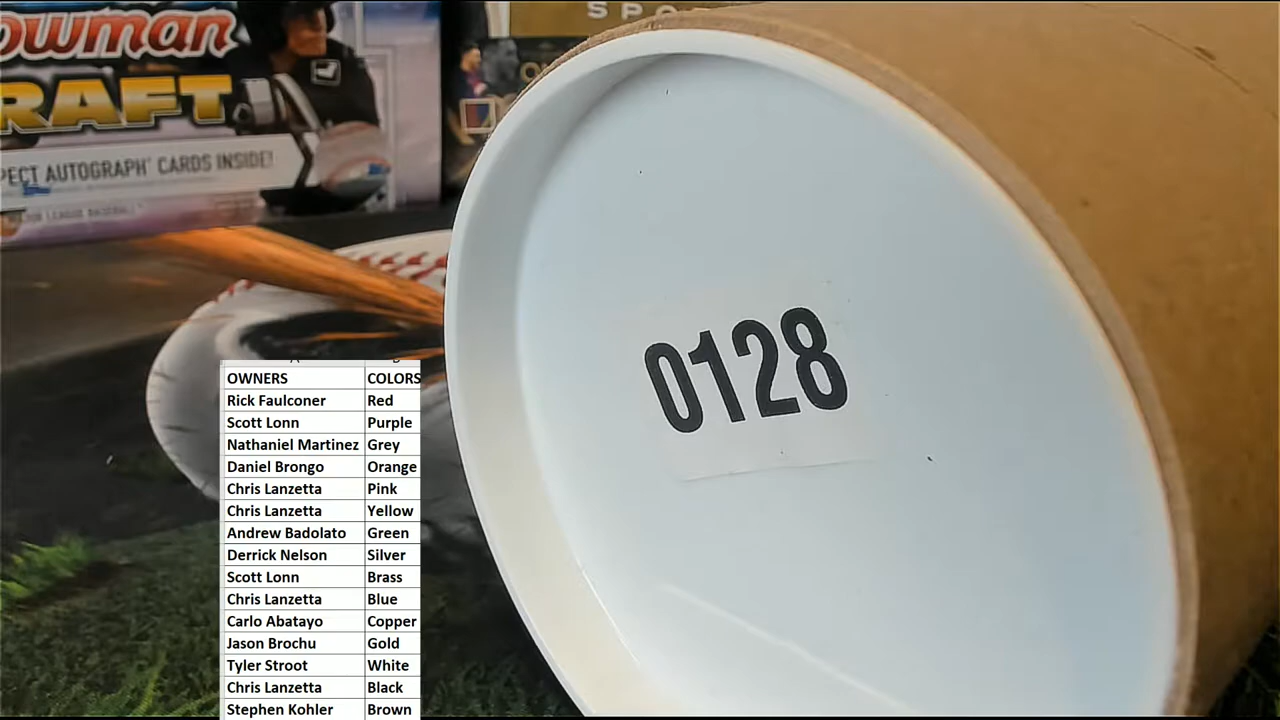 owman
RAFT
PECT AUTOGRAPH CARDS INSIDE!
SPO
0128
OWNERS COLORS
Rick Faulconer Red
Scott Lonn Purple
Nathaniel Martinez Grey
Daniel Brongo Orange
Chris Lanzetta Pink
Chris Lanzetta Yellow
Andrew Badolato Green
Derrick Nelson Silver
Scott Lonn Brass
Chris Lanzetta Blue
Carlo Abatayo Copper
Jason Brochu Gold
Tyler Stroot White
Chris Lanzetta Black
Stephen Kohler Brown